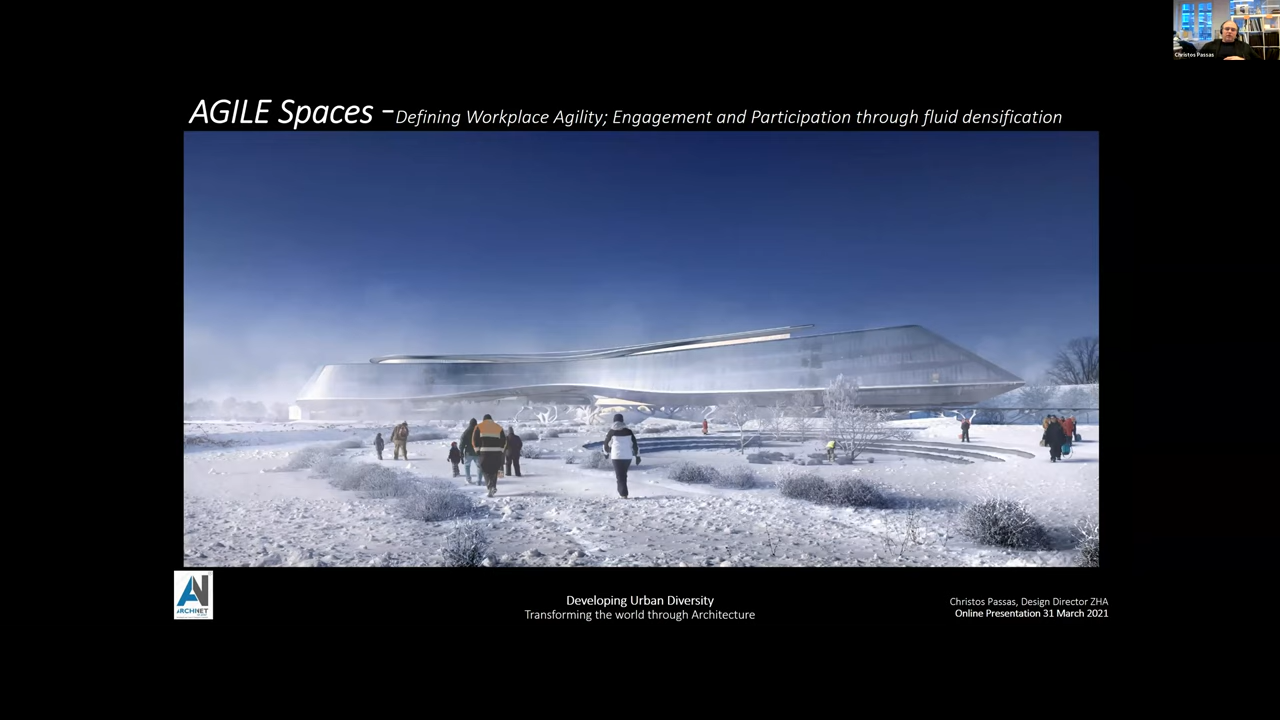 Christos Passas
AGILE Spaces – Defining Workplace Agility; Engagement and Participation through fluid densification
AN
ARCHNET
Developing Urban Diversity
Transforming the world through Architecture
Christos Passas, Design Director ZHA
Online Presentation 31 March 2021